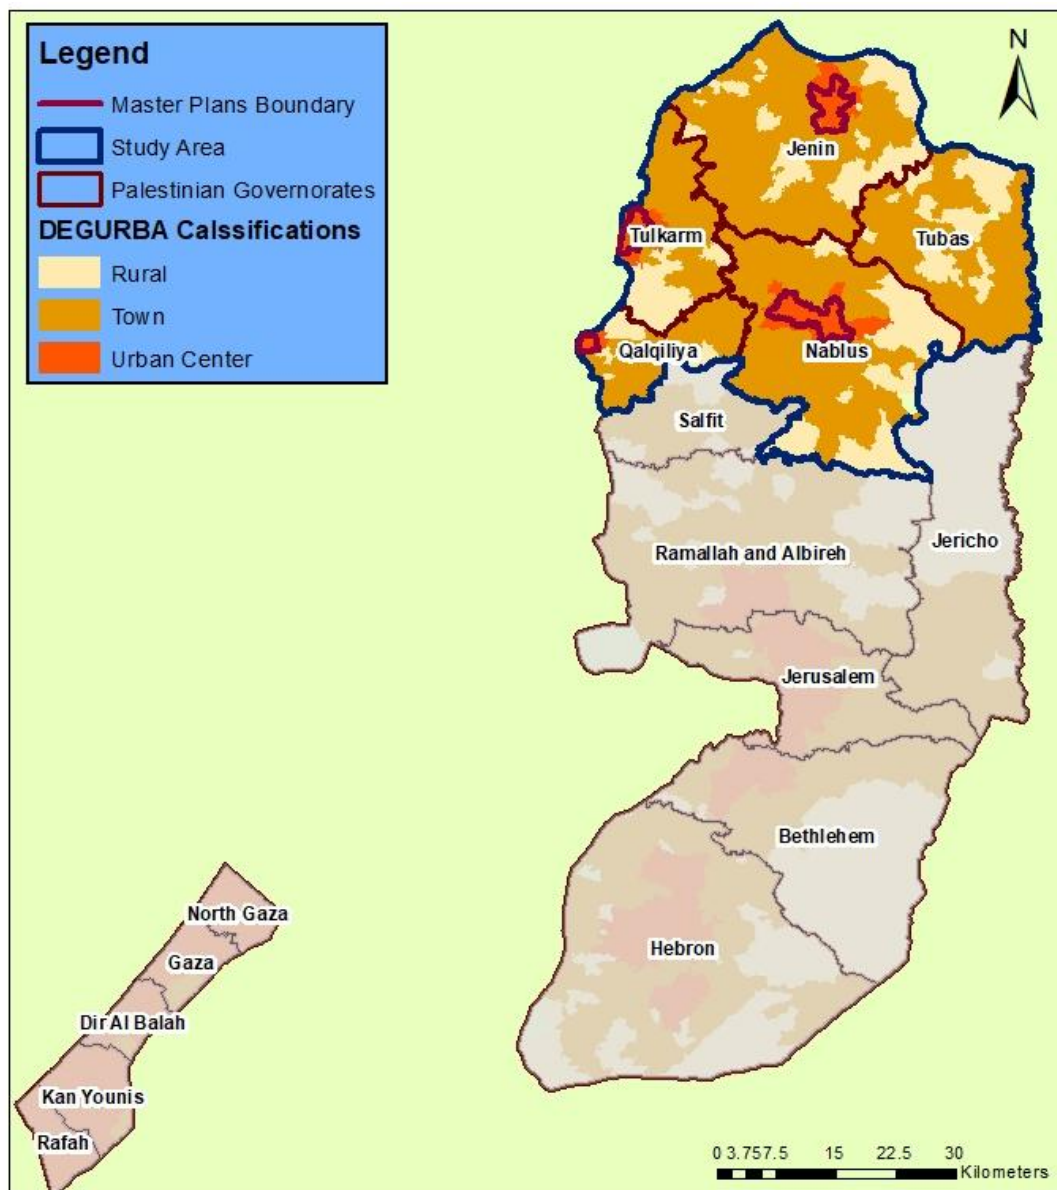 Legend
Master Plans Boundary
Study Area
Palestinian Governorates
DEGURBA Calssifications
Rural
Town
Urban Center
N
Jenin
Tulkarm
Tubas
Qalqiliya
Nablus
Salfit
Ramallah and Albireh
Jericho
Jerusalem
Bethlehem
Hebron
North Gaza
Gaza
Dir Al Balah
Kan Younis
Rafah
0 3.75 7.5 15 22.5 30
Kilometers